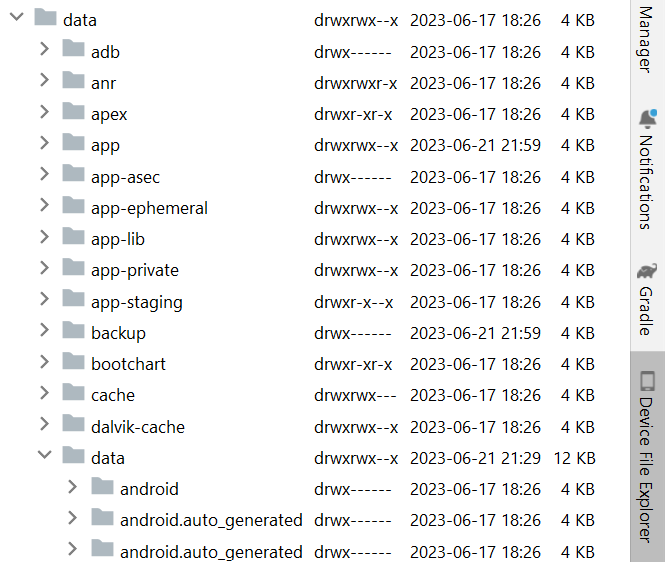 data drwxrwx--x 2023-06-17 18:26 4 KB
adb drwx------ 2023-06-17 18:26 4 KB
anr drwxrwxr-x 2023-06-17 18:26 4 KB
apex drwxr-xr-x 2023-06-17 18:26 4 KB
app drwxrwx--x 2023-06-21 21:59 4 KB
app-asec drwx------ 2023-06-17 18:26 4 KB
app-ephemeral drwxrwx--x 2023-06-17 18:26 4 KB
app-lib drwxrwx--x 2023-06-17 18:26 4 KB
app-private drwxrwx--x 2023-06-17 18:26 4 KB
app-staging drwxr-x--x 2023-06-17 18:26 4 KB
backup drwx------ 2023-06-21 21:59 4 KB
bootchart drwxr-xr-x 2023-06-17 18:26 4 KB
cache drwxrwx--- 2023-06-17 18:26 4 KB
dalvik-cache drwxrwx--x 2023-06-17 18:26 4 KB
data drwxrwx--x 2023-06-21 21:29 12 KB
android drwx------ 2023-06-17 18:26 4 KB
android.auto_generated drwx------ 2023-06-17 18:26 4 KB
android.auto_generated drwx------ 2023-06-17 18:26 4 KB
Manager
Notifications
Gradle
Device File Explorer